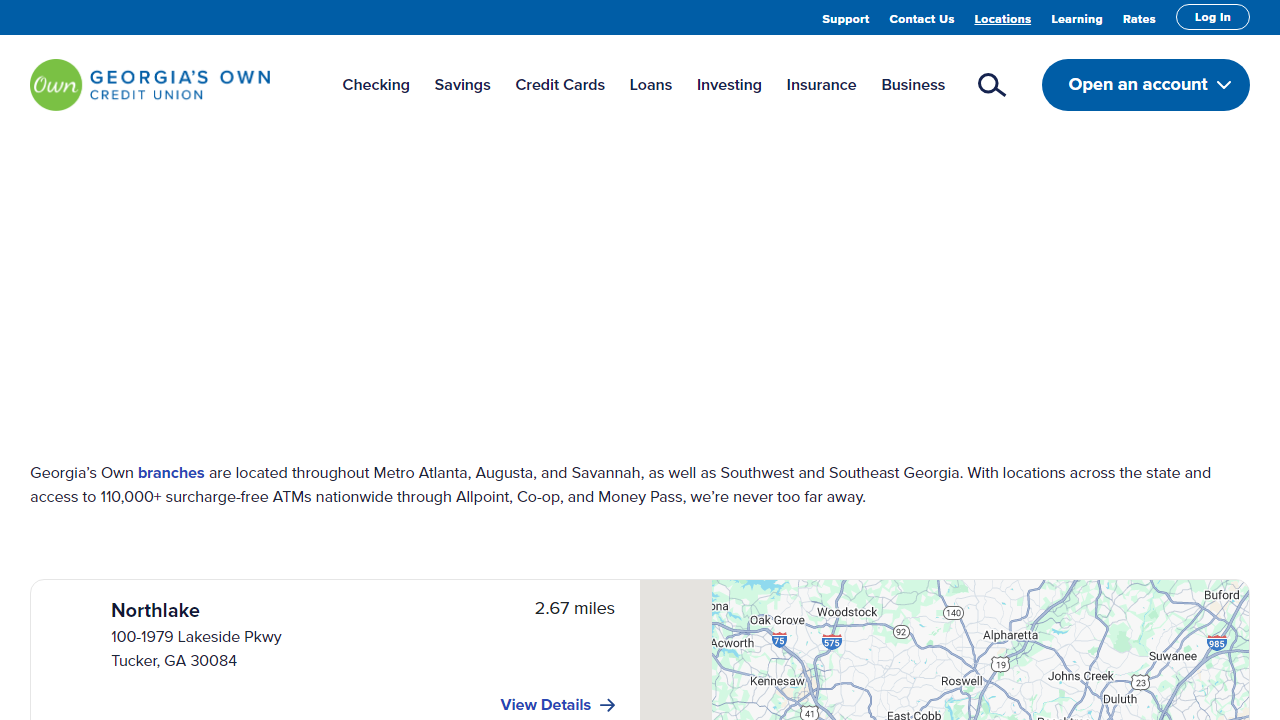 Support Contact Us Locations Learning Rates Log In
Own GEORGIA'S OWN
CREDIT UNION
Checking Savings Credit Cards Loans Investing Insurance Business Open an account
Georgia's Own branches are located throughout Metro Atlanta, Augusta, and Savannah, as well as Southwest and Southeast Georgia. With locations across the state and
access to 110,000+ surcharge-free ATMs nationwide through Allpoint, Co-op, and Money Pass, we're never too far away.
Northlake 2.67 miles
100-1979 Lakeside Pkwy
Tucker, GA 30084
View Details
Buford
ona
Woodstock
140
Oak Grove
92
Alpharetta
Acworth
75
575
985
Suwanee
19
Kennesaw
Roswell
Johns Creek
23
Duluth
41
East Cobb